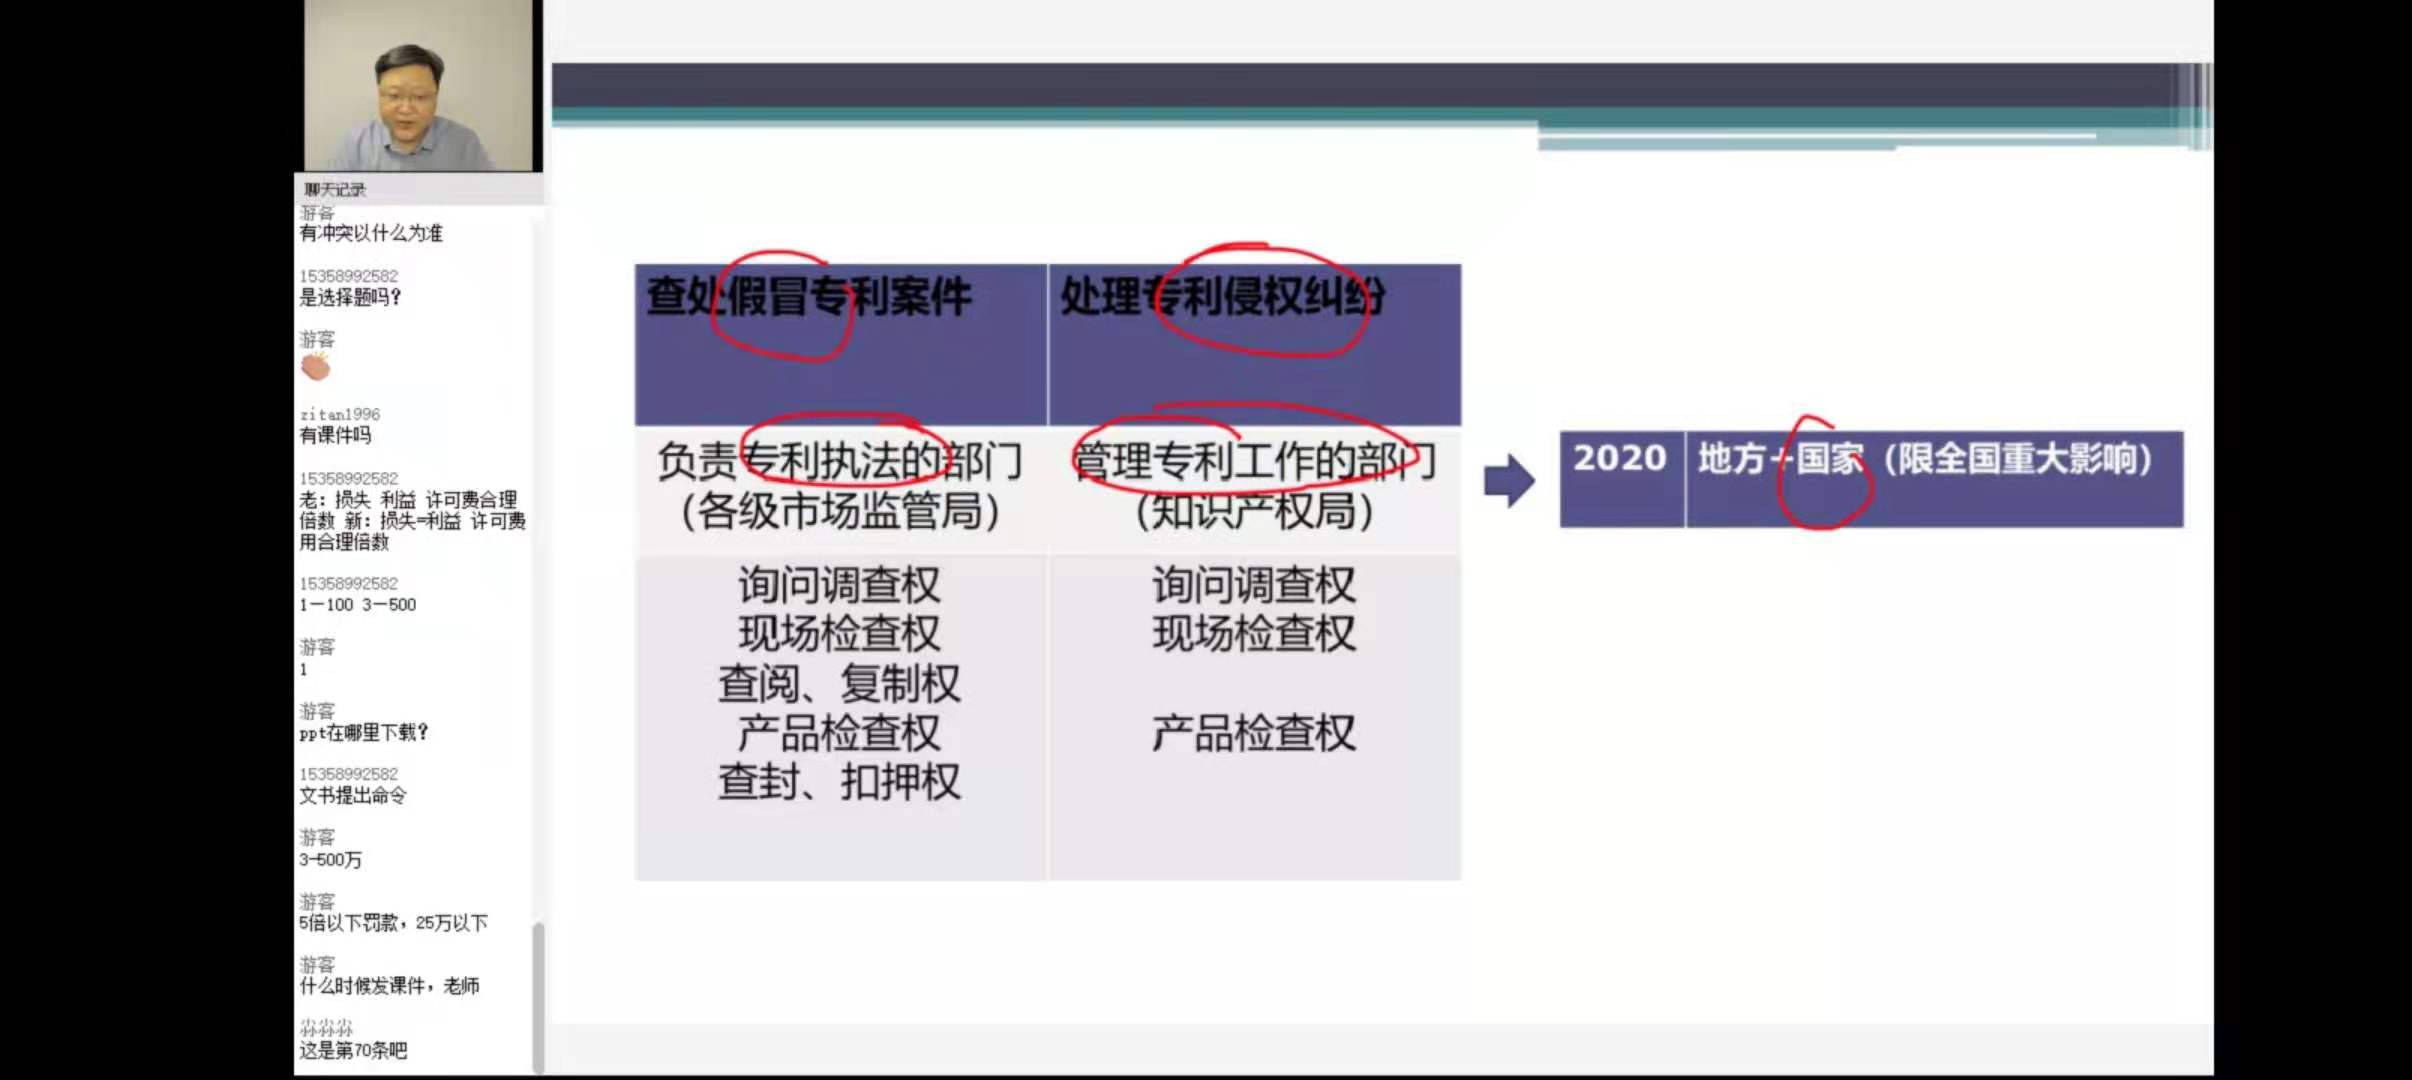 聊天记录
游客
有冲突以什么为准
15358992582
是选择题吗?
游客
zitan1996
有课件吗
15358992582
老: 损失 利益 许可费合理
倍数 新: 损失=利益 许可费
用合理倍数
15358992582
1—100 3—500
游客
1
游客
ppt在哪里下载?
15358992582
文书提出命令
游客
3-500万
游客
5倍以下罚款，25万以下
游客
什么时候发课件，老师
尛尛尛
这是第70条吧
查处假冒专利案件
处理专利侵权纠纷
负责专利执法的部门
（各级市场监管局）
管理专利工作的部门
（知识产权局）
询问调查权
现场检查权
查阅、复制权
产品检查权
查封、扣押权
询问调查权
现场检查权
产品检查权
2020
地方+国家（限全国重大影响）